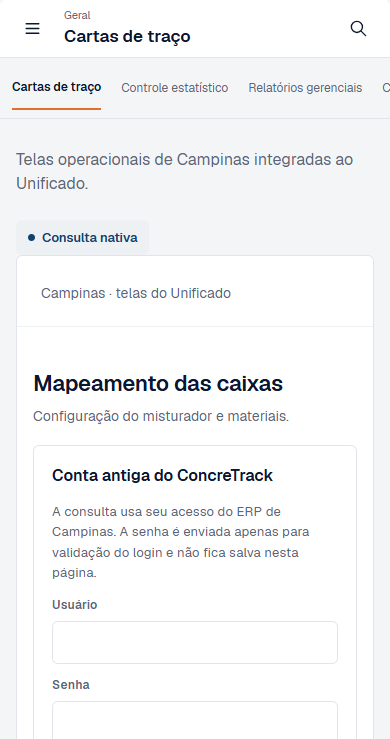 Geral
Cartas de traço
Cartas de traço
Controle estatístico
Relatórios gerenciais
C
Telas operacionais de Campinas integradas ao
Unificado.
Consulta nativa
Campinas · telas do Unificado
Mapeamento das caixas
Configuração do misturador e materiais.
Conta antiga do ConcreTrack
A consulta usa seu acesso do ERP de
Campinas. A senha é enviada apenas para
validação do login e não fica salva nesta
página.
Usuário
Senha